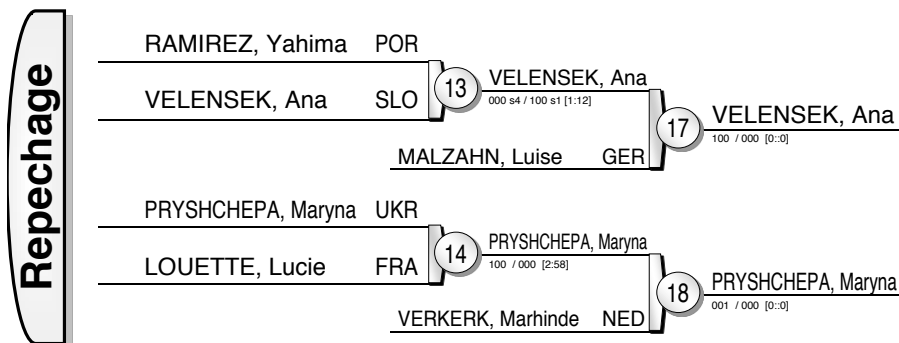 Repechage
RAMIREZ, Yahima POR
VELENSEK, Ana SLO
13
VELENSEK, Ana
000 s4 / 100 s1 [1:12]
MALZAHN, Luise GER
17
VELENSEK, Ana
100 / 000 [0::0]
PRYSHCHEPA, Maryna UKR
LOUETTE, Lucie FRA
14
PRYSHCHEPA, Maryna
100 / 000 [2:58]
VERKERK, Marhinde NED
18
PRYSHCHEPA, Maryna
001 / 000 [0::0]